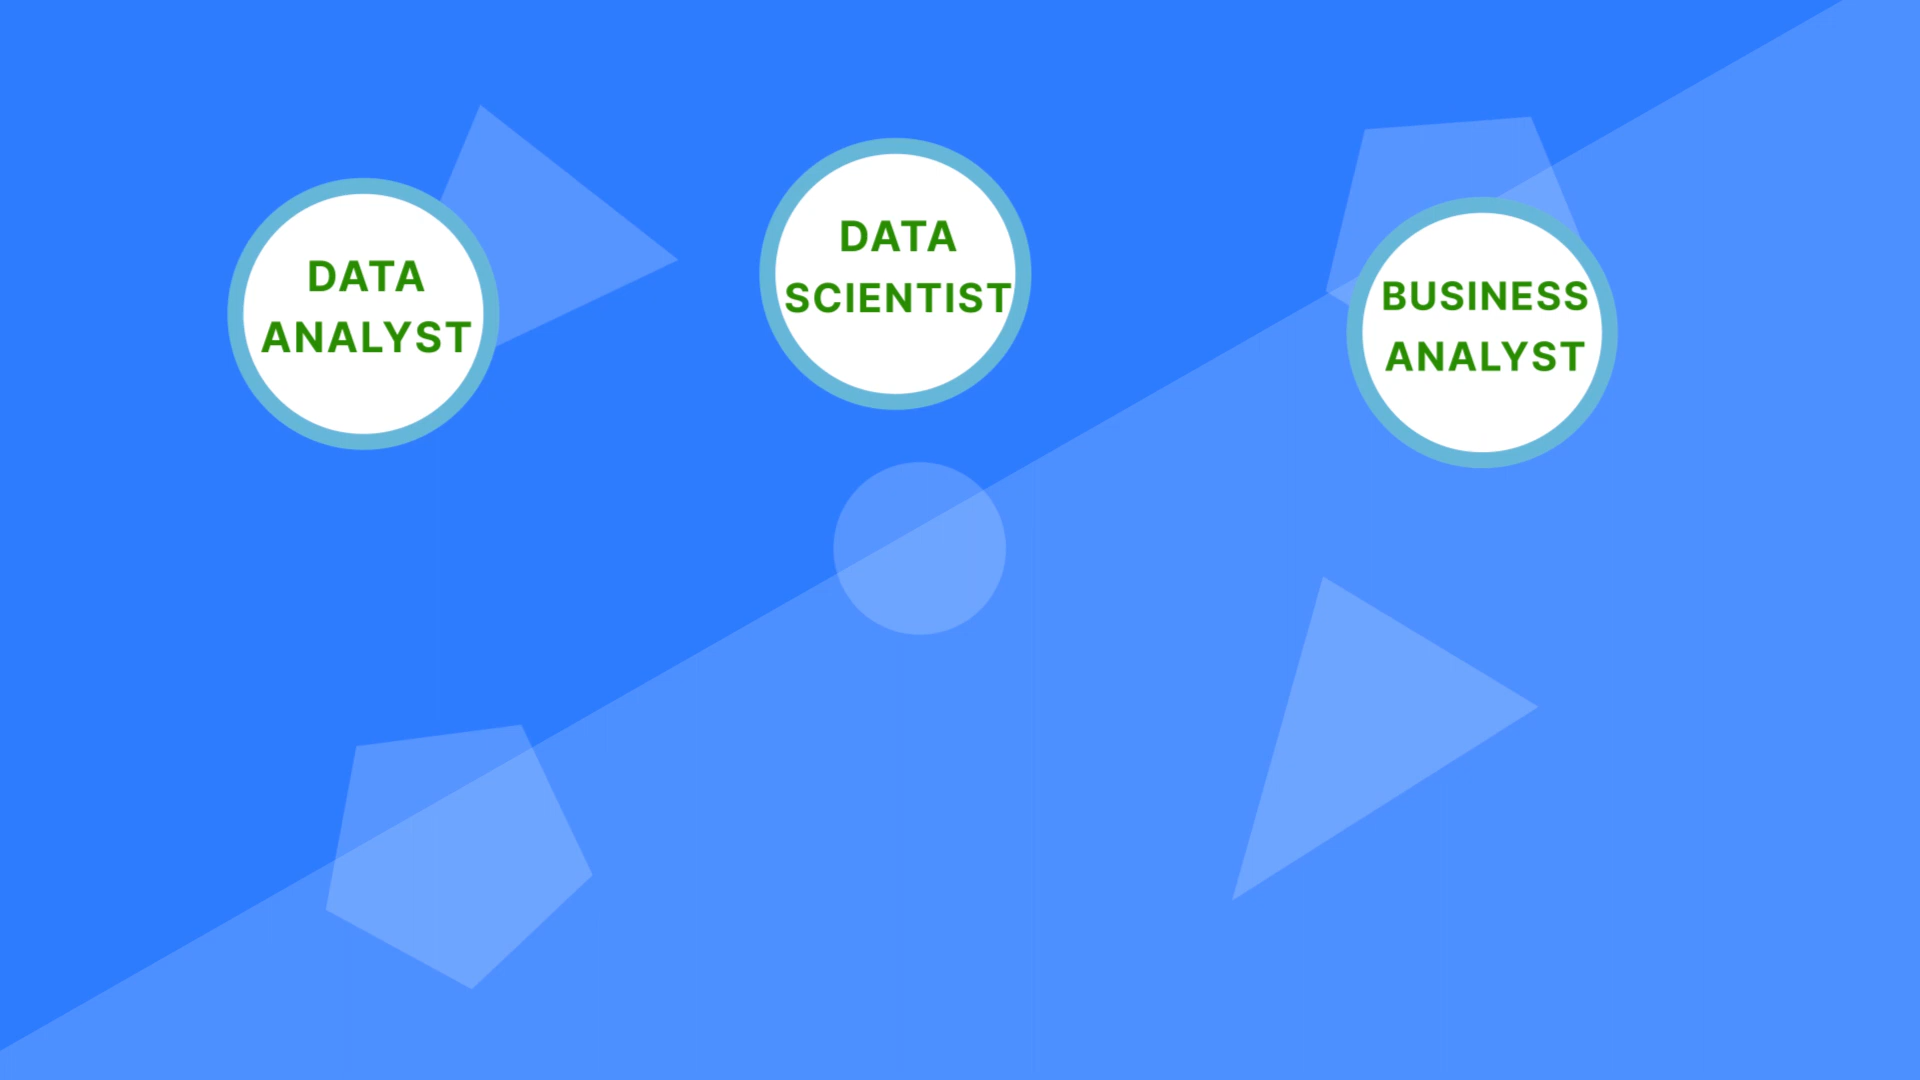 DATA
ANALYST
DATA
SCIENTIST
BUSINESS
ANALYST